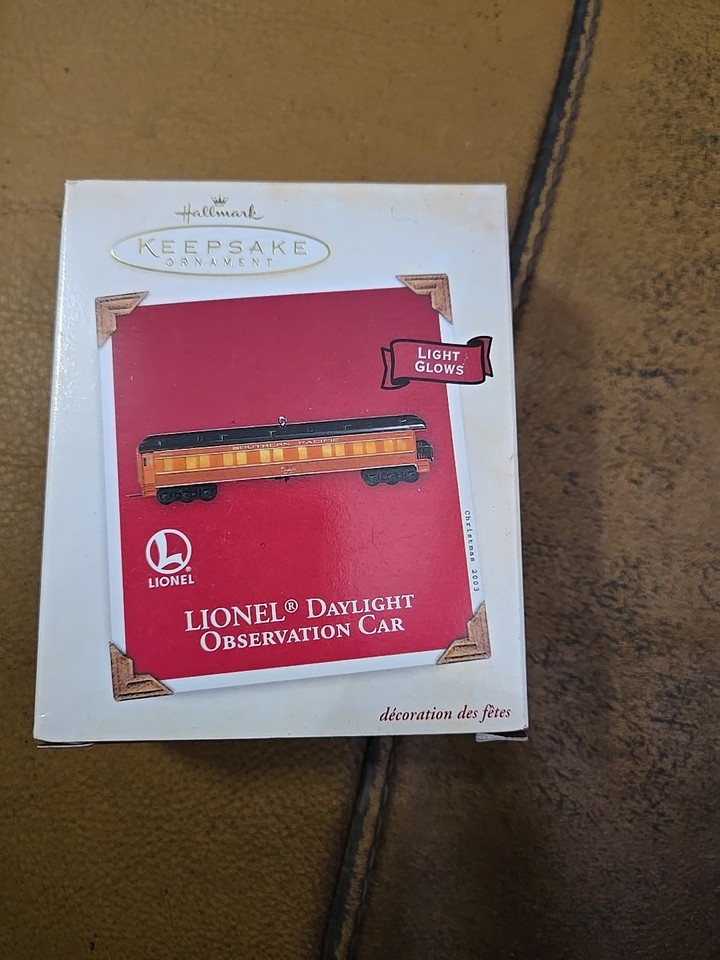 Hallmark
KEEPSAKE
ORNAMENT
LIGHT
GLOWS
SOUTHERN PACIFIC
Christmas 2003
L
®
LIONEL
LIONEL® DAYLIGHT
OBSERVATION CAR
décoration des fêtes